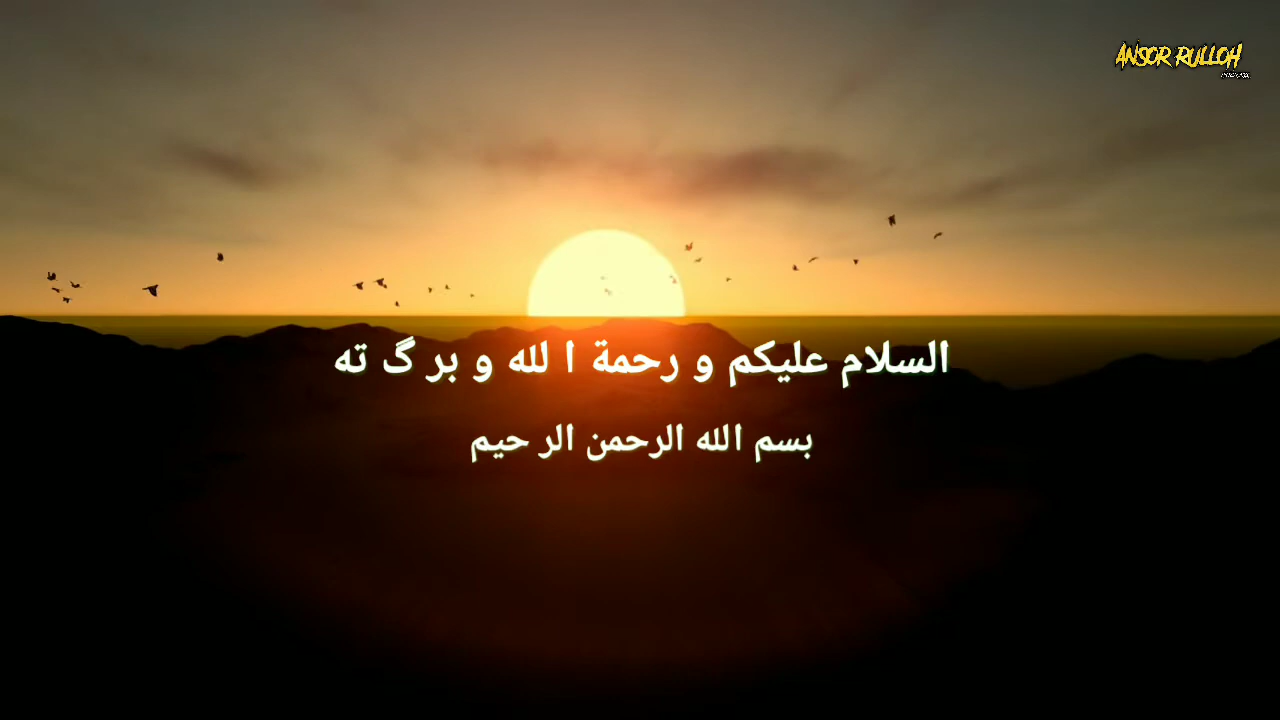 ANSOR RULLOH
السلام عليكم و رحمة ا لله و بر گ ته
بسم الله الرحمن الر حيم